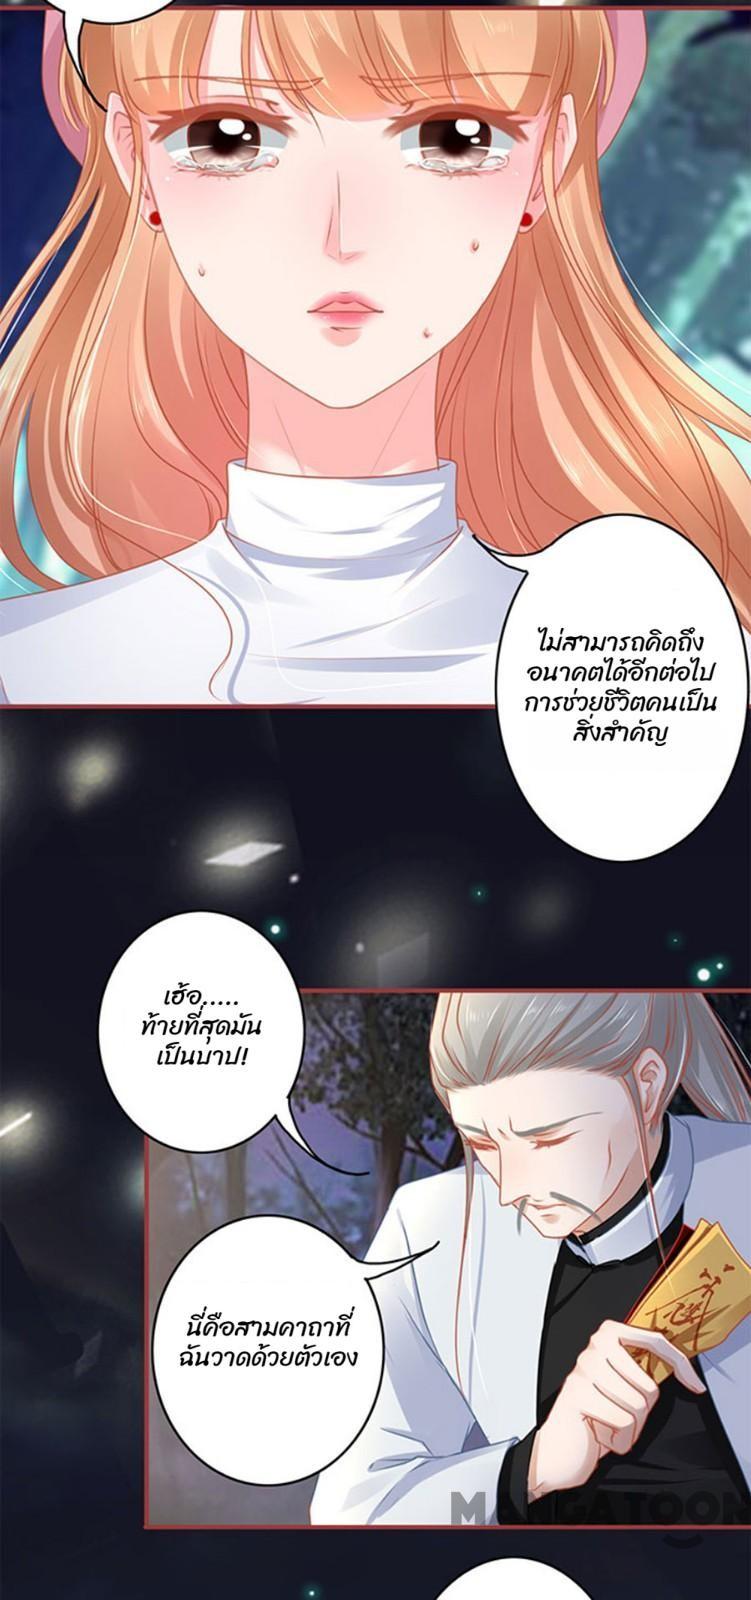 ไม่สามารถคิดถึง
อนาคตได้อีกต่อไป
การช่วยชีวิตคนเป็น
สิ่งสำคัญ
เฮ้อ.....
ท้ายที่สุดมัน
เป็นบาป!
นี่คือสามคาถาที่
ฉันวาดด้วยตัวเอง
MANGATOON